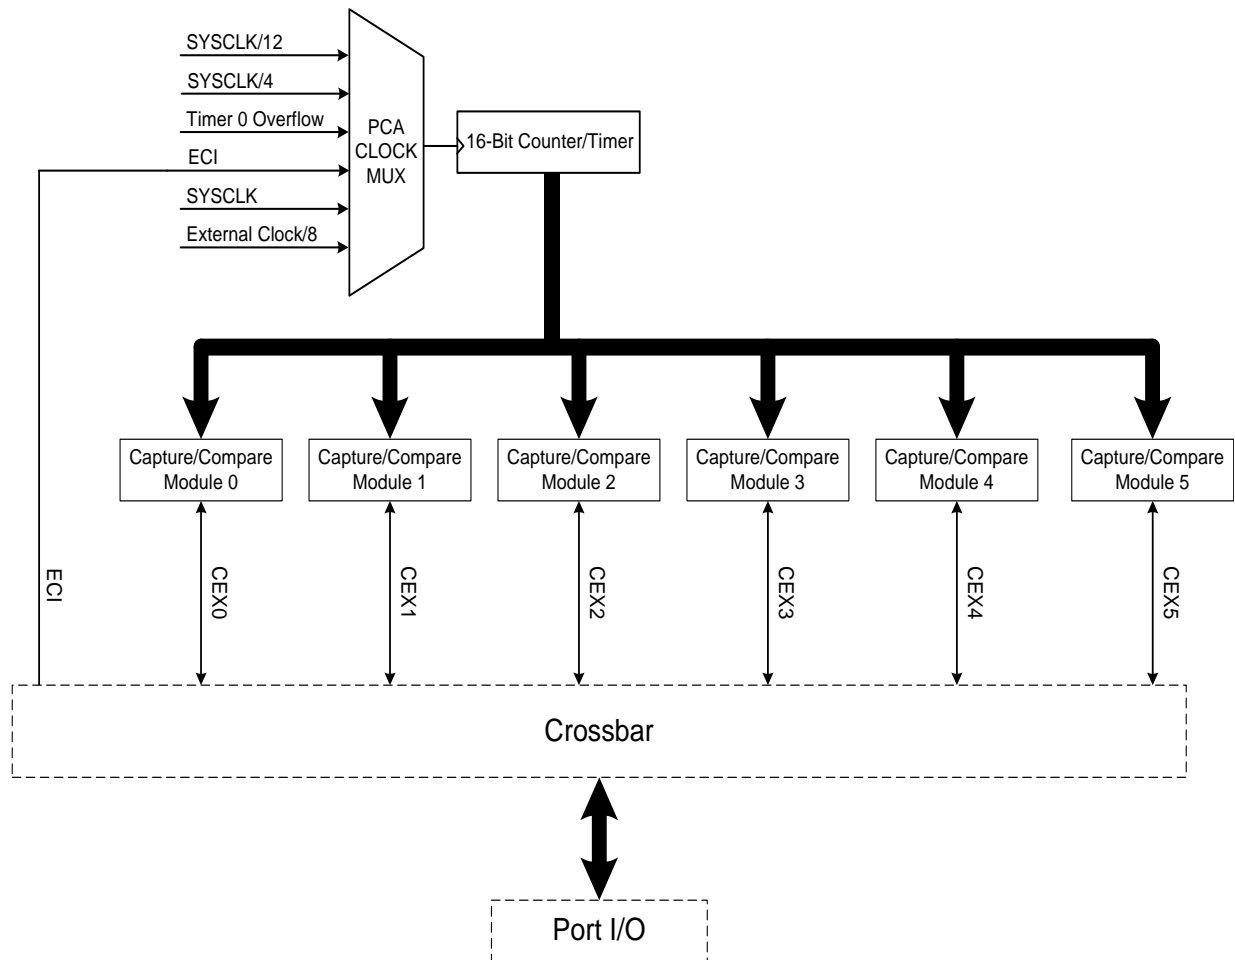 SYSCLK/12
SYSCLK/4
Timer 0 Overflow
ECI
SYSCLK
External Clock/8
PCA
CLOCK
MUX
16-Bit Counter/Timer
Capture/Compare
Module 0
Capture/Compare
Module 1
Capture/Compare
Module 2
Capture/Compare
Module 3
Capture/Compare
Module 4
Capture/Compare
Module 5
ECI
CEX0
CEX1
CEX2
CEX3
CEX4
CEX5
Crossbar
Port I/O